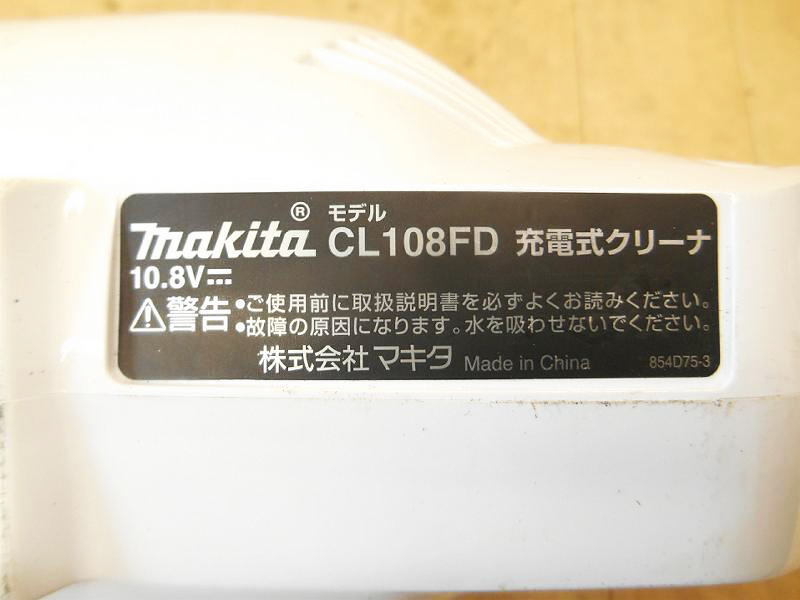 makita® モデル CL108FD 充電式クリーナ
10.8V⎓
⚠警告 •ご使用前に取扱説明書を必ずよくお読みください。
•故障の原因になります。水を吸わせないでください。
株式会社 マキタ Made in China 854D75-3